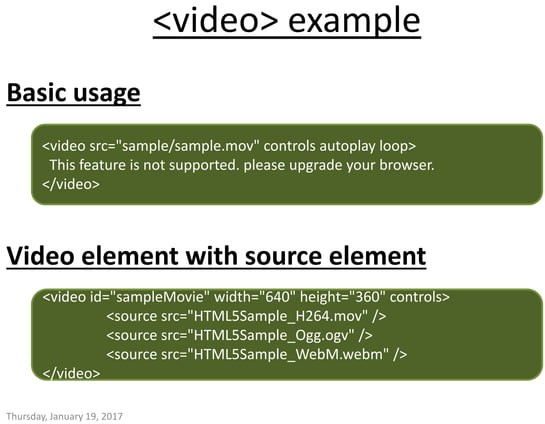 <video> example
Basic usage
<video src="sample/sample.mov" controls autoplay loop>
This feature is not supported. please upgrade your browser.
</video>
Video element with source element
<video id="sampleMovie" width="640" height="360" controls>
<source src="HTML5Sample_H264.mov" />
<source src="HTML5Sample_Ogg.ogv" />
<source src="HTML5Sample_WebM.webm" />
</video>
Thursday, January 19, 2017